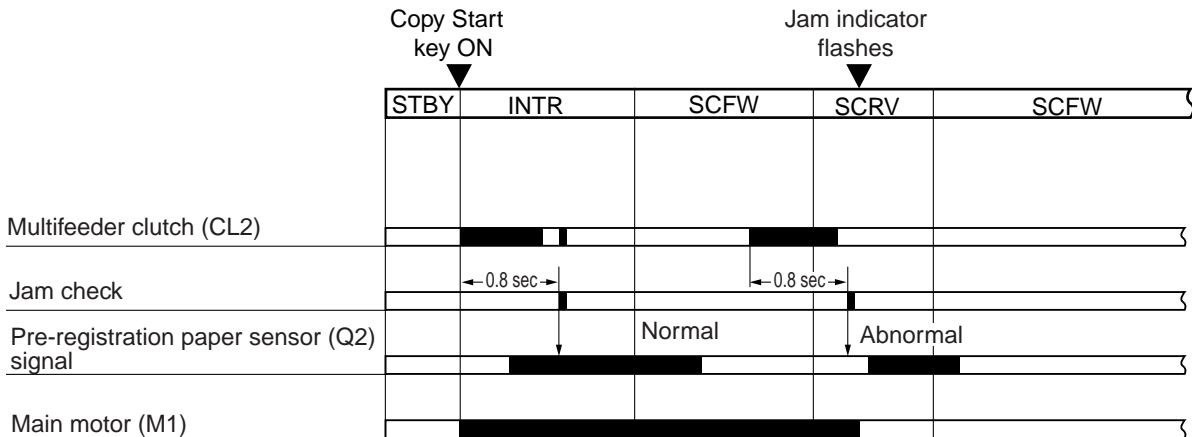 Copy Start
key ON
Jam indicator
flashes
STBY INTR SCFW SCRV SCFW
Multifeeder clutch (CL2)
0.8 sec 0.8 sec
Jam check
Normal Abnormal
Pre-registration paper sensor (Q2)
signal
Main motor (M1)